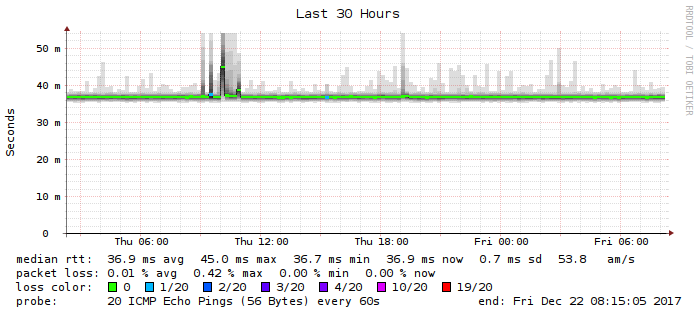 Last 30 Hours
RRDTOOL / TOBI OETIKER
Seconds
50 m
40 m
30 m
20 m
10 m
0
Thu 06:00 Thu 12:00 Thu 18:00 Fri 00:00 Fri 06:00
median rtt: 36.9 ms avg 45.0 ms max 36.7 ms min 36.9 ms now 0.7 ms sd 53.8 am/s
packet loss: 0.01 % avg 0.42 % max 0.00 % min 0.00 % now
loss color: 0 1/20 2/20 3/20 4/20 10/20 19/20
probe: 20 ICMP Echo Pings (56 Bytes) every 60s end: Fri Dec 22 08:15:05 2017